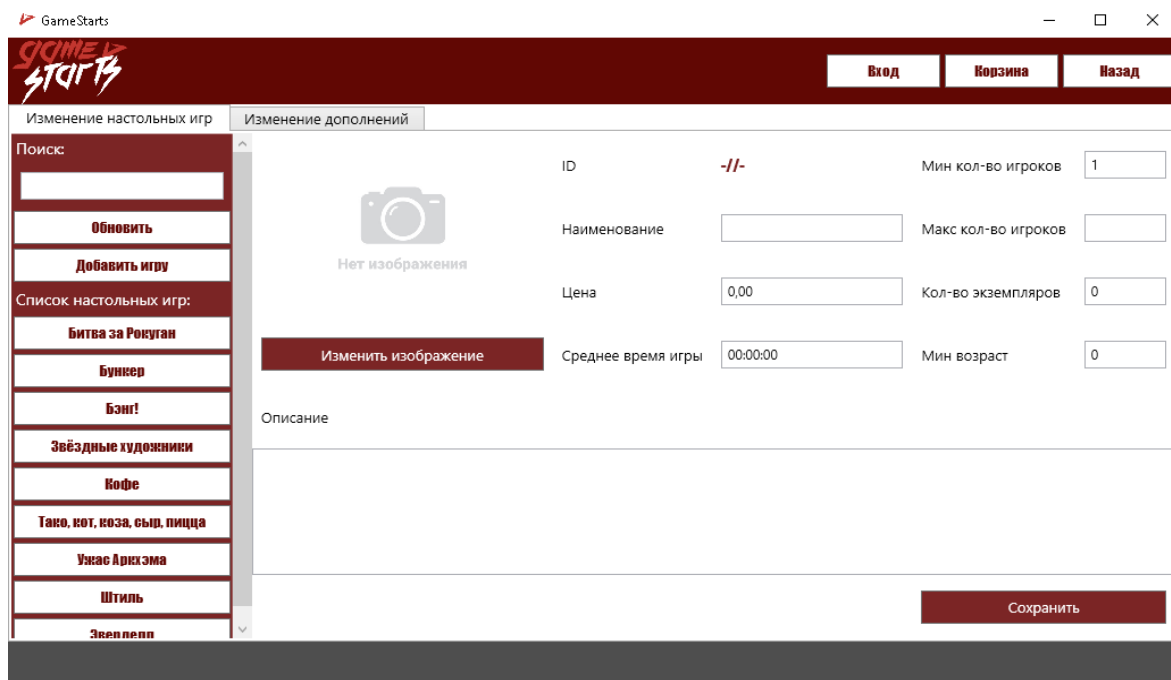 GameStarts
GAME
STARTS
Вход
Корзина
Назад
Изменение настольных игр
Изменение дополнений
Поиск:
Обновить
Добавить игру
Список настольных игр:
Битва за Рокуган
Бункер
Бэнг!
Звёздные художники
Кофе
Тако, кот, коза, сыр, пицца
Ужас Аркхэма
Штиль
Эверделл
Нет изображения
Изменить изображение
ID
-//-
Мин кол-во игроков
1
Наименование
Макс кол-во игроков
Цена
0,00
Кол-во экземпляров
0
Среднее время игры
00:00:00
Мин возраст
0
Описание
Сохранить